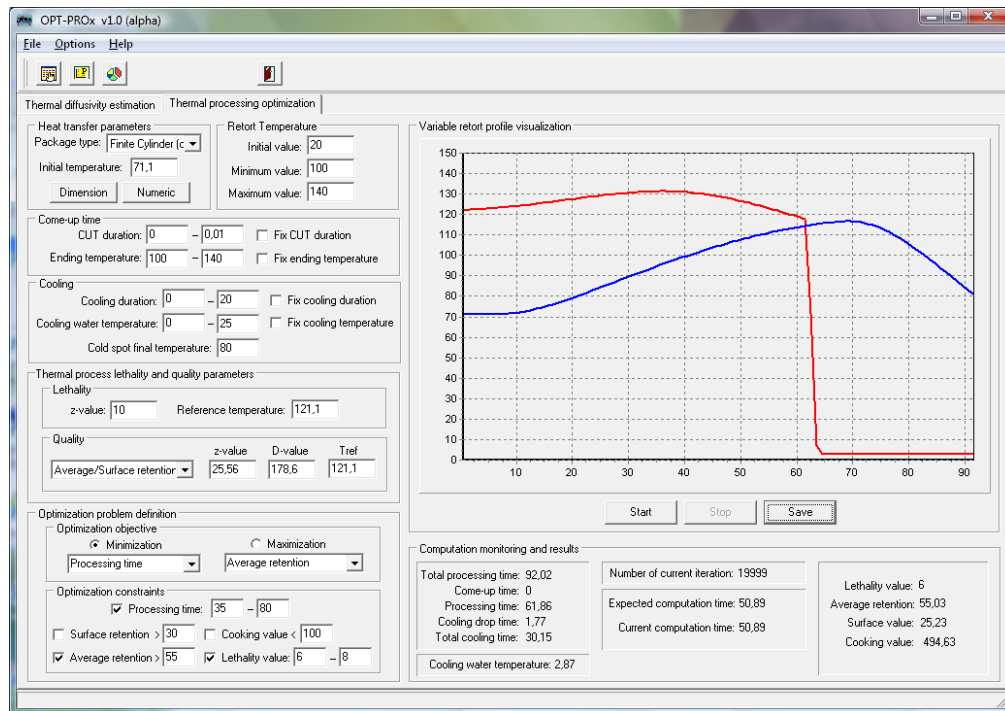 OPT-PROx v1.0 (alpha)
File Options Help
Thermal diffusivity estimation
Thermal processing optimization
Heat transfer parameters
Package type: Finite Cylinder (c
Initial temperature: 71,1
Dimension Numeric
Retort Temperature
Initial value: 20
Minimum value: 100
Maximum value: 140
Come-up time
CUT duration: 0 – 0,01 Fix CUT duration
Ending temperature: 100 – 140 Fix ending temperature
Cooling
Cooling duration: 0 – 20 Fix cooling duration
Cooling water temperature: 0 – 25 Fix cooling temperature
Cold spot final temperature: 80
Thermal process lethality and quality parameters
Lethality
z-value: 10 Reference temperature: 121,1
Quality
z-value D-value Tref
Average/Surface retention 25,56 178,6 121,1
Optimization problem definition
Optimization objective
Minimization Maximization
Processing time Average retention
Optimization constraints
Processing time: 35 – 80
Surface retention > 30 Cooking value < 100
Average retention > 55 Lethality value: 6 – 8
Variable retort profile visualization
150
140
130
120
110
100
90
80
70
60
50
40
30
20
10
0
10 20 30 40 50 60 70 80 90
Start Stop Save
Computation monitoring and results
Total processing time: 92,02
Come-up time: 0
Processing time: 61,86
Cooling drop time: 1,77
Total cooling time: 30,15
Cooling water temperature: 2,87
Number of current iteration: 19999
Expected computation time: 50,89
Current computation time: 50,89
Lethality value: 6
Average retention: 55,03
Surface value: 25,23
Cooking value: 494,63